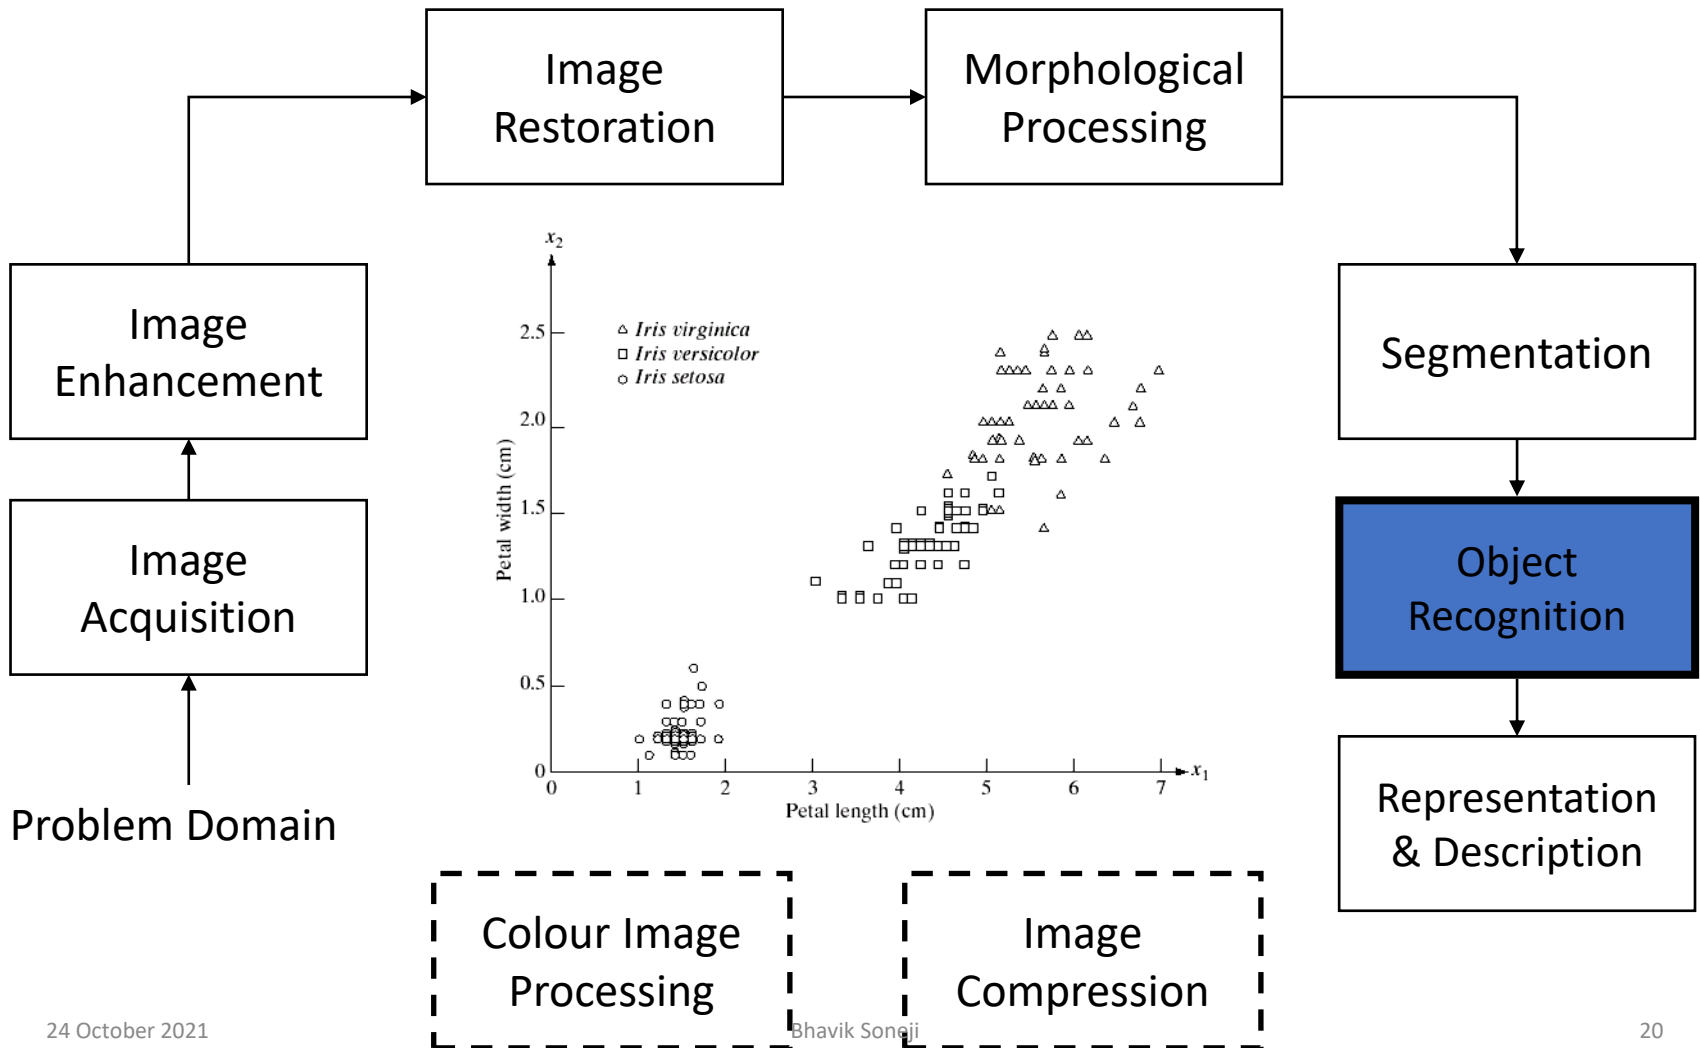 Image
Restoration
Morphological
Processing
Image
Enhancement
Segmentation
Image
Acquisition
Object
Recognition
Problem Domain
Representation
& Description
x₂
2.5
2.0
1.5
1.0
0.5
0
Petal width (cm)
Iris virginica
Iris versicolor
Iris setosa
0 1 2 3 4 5 6 7
x₁
Petal length (cm)
Colour Image
Processing
Image
Compression
24 October 2021
Bhavik Soneji
20